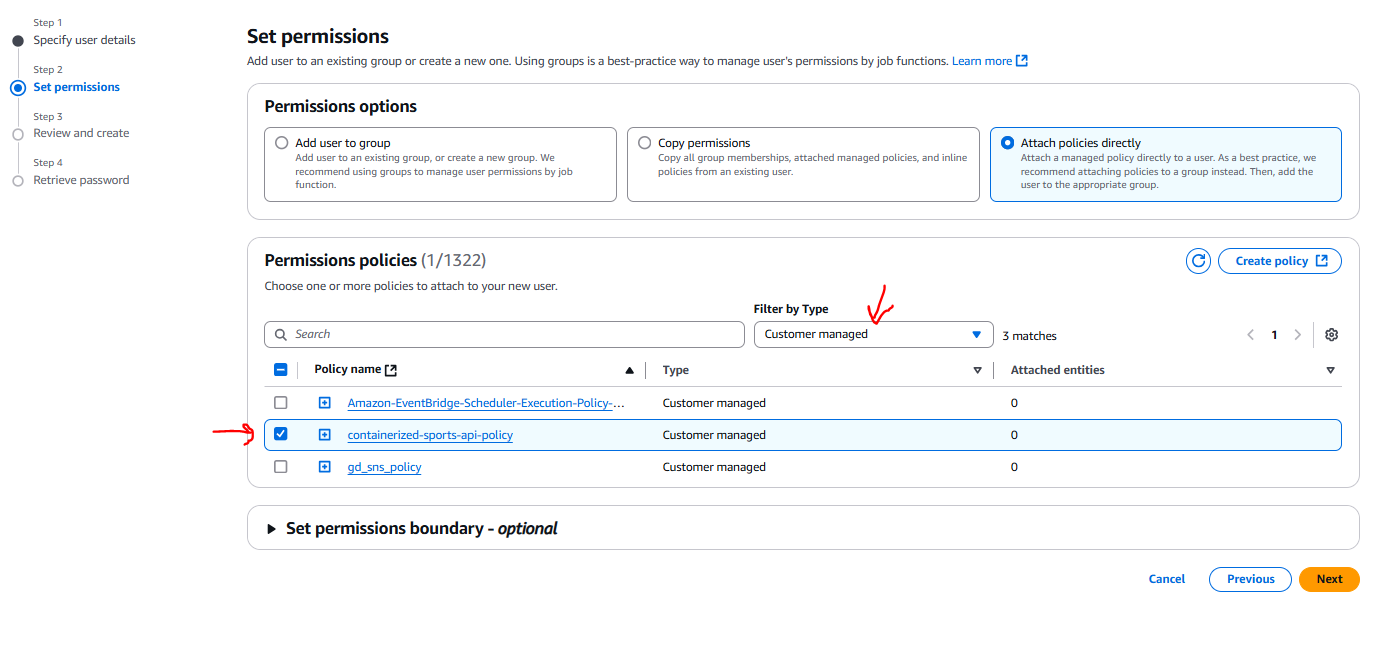 Step 1
Specify user details
Step 2
Set permissions
Step 3
Review and create
Step 4
Retrieve password
Set permissions
Add user to an existing group or create a new one. Using groups is a best-practice way to manage user's permissions by job functions. Learn more
Permissions options
Add user to group
Add user to an existing group, or create a new group. We
recommend using groups to manage user permissions by job
function.
Copy permissions
Copy all group memberships, attached managed policies, and inline
policies from an existing user.
Attach policies directly
Attach a managed policy directly to a user. As a best practice, we
recommend attaching policies to a group instead. Then, add the
user to the appropriate group.
Permissions policies (1/1322)
Create policy
Choose one or more policies to attach to your new user.
Filter by Type
Search
Customer managed
3 matches
1
Policy name
Type
Attached entities
Amazon-EventBridge-Scheduler-Execution-Policy-...
Customer managed
0
containerized-sports-api-policy
Customer managed
0
gd_sns_policy
Customer managed
0
Set permissions boundary - optional
Cancel
Previous
Next